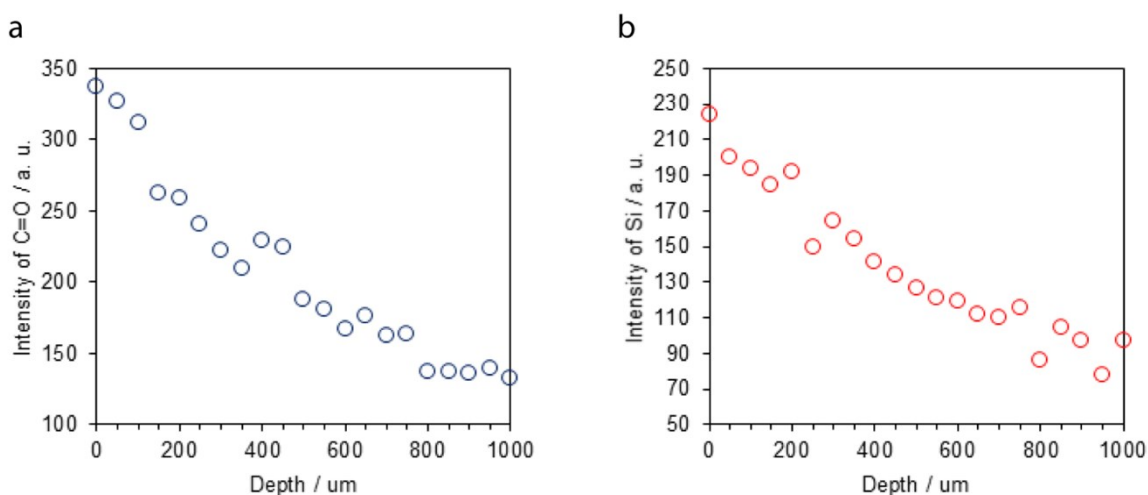 a
350
300
250
200
150
100
Intensity of C=O / a. u.
0 200 400 600 800 1000
Depth / um
b
250
230
210
190
170
150
130
110
90
70
50
Intensity of Si / a. u.
0 200 400 600 800 1000
Depth / um